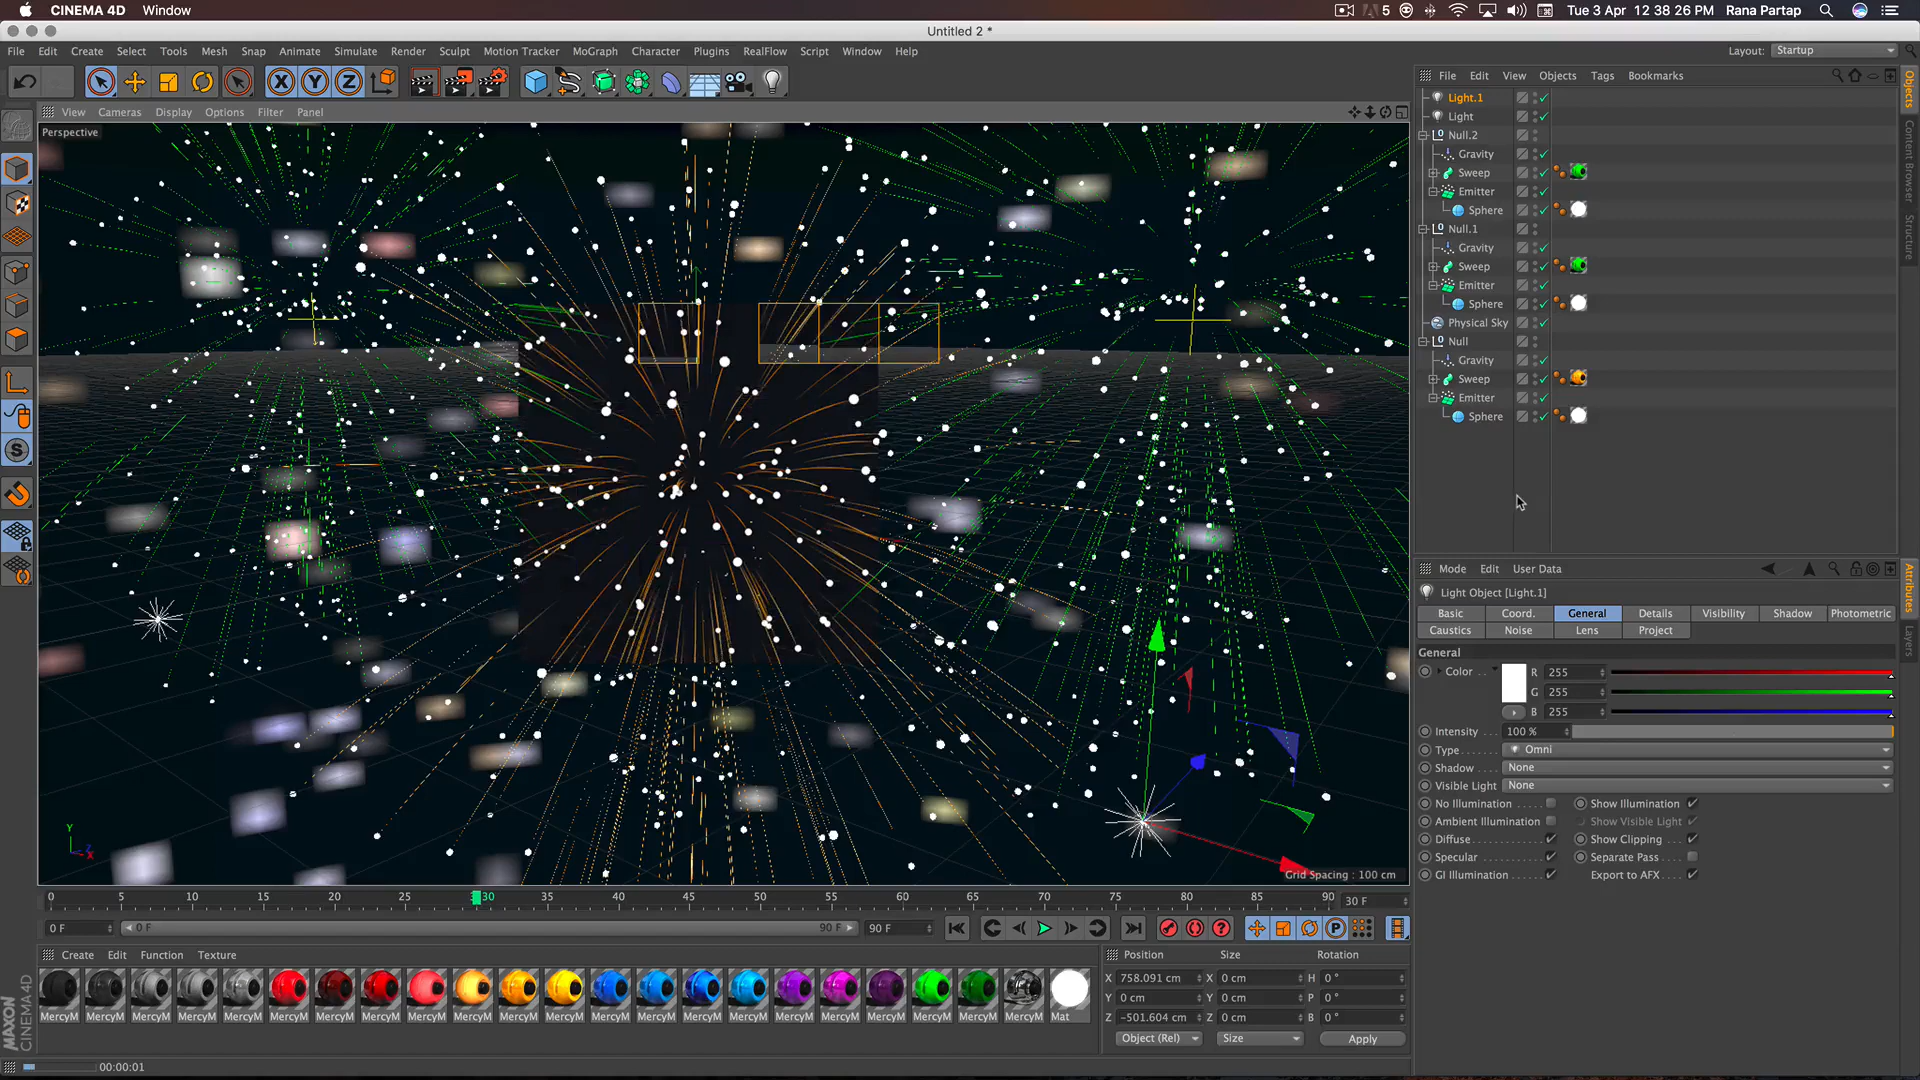 CINEMA 4D Window
5 Tue 3 Apr 12 38 26 PM Rana Partap
Untitled 2 *
File Edit Create Select Tools Mesh Snap Animate Simulate Render Sculpt Motion Tracker MoGraph Character Plugins RealFlow Script Window Help
Layout: Startup
X Y Z
File Edit View Objects Tags Bookmarks
View Cameras Display Options Filter Panel
Perspective
Light.1
Light
Null.2
Gravity
Sweep
Emitter
Sphere
Null.1
Gravity
Sweep
Emitter
Sphere
Physical Sky
Null
Gravity
Sweep
Emitter
Sphere
Objects
Content Browser
Structure
Mode Edit User Data
Light Object [Light.1]
Basic Coord. General Details Visibility Shadow Photometric
Caustics Noise Lens Project
General
Color R 255
G 255
B 255
Intensity 100 %
Type Omni
Shadow None
Visible Light None
No Illumination Show Illumination
Ambient Illumination Show Visible Light
Diffuse Show Clipping
Specular Separate Pass
GI Illumination Export to AFX
Attributes
Layers
Y
Z
X
Grid Spacing : 100 cm
0 5 10 15 20 25 30 35 40 45 50 55 60 65 70 75 80 85 90 30 F
0 F 0 F 90 F 90 F
Create Edit Function Texture
MercyM MercyM MercyM MercyM MercyM MercyM MercyM MercyM MercyM MercyM MercyM MercyM MercyM MercyM MercyM MercyM MercyM MercyM MercyM MercyM MercyM MercyM Mat
Position Size Rotation
X 758.091 cm X 0 cm H 0 °
Y 0 cm Y 0 cm P 0 °
Z -501.604 cm Z 0 cm B 0 °
Object (Rel) Size Apply
MAXON CINEMA 4D
00:00:01